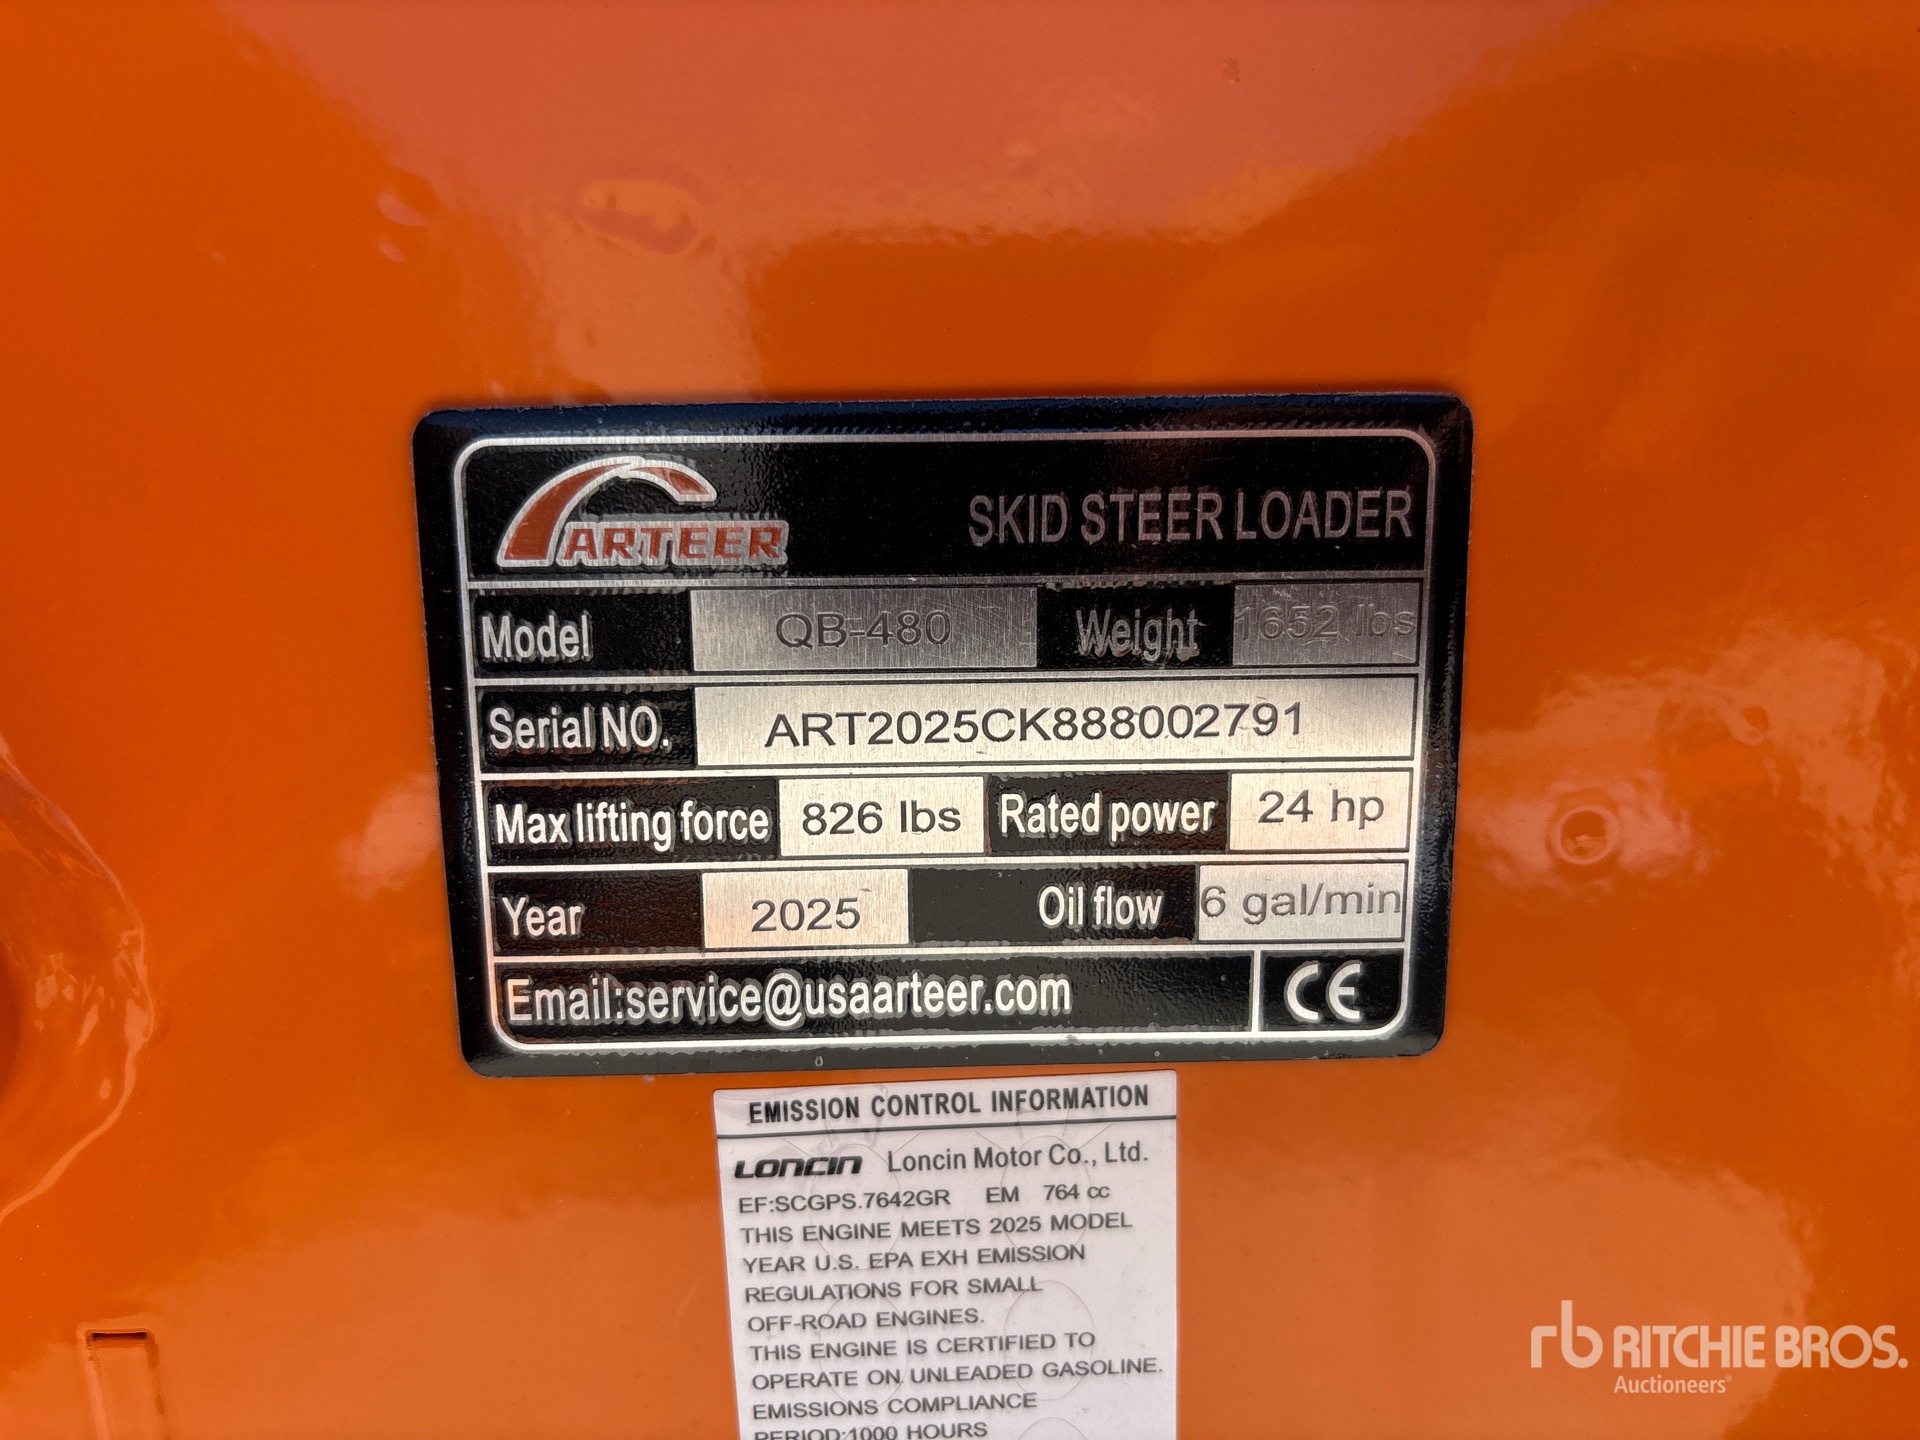 ARTEER SKID STEER LOADER
Model QB-480 Weight 1652 lbs
Serial NO. ART2025CK888002791
Max lifting force 826 lbs Rated power 24 hp
Year 2025 Oil flow 6 gal/min
Email:service@usaarteer.com CE
EMISSION CONTROL INFORMATION
LONCIN Loncin Motor Co., Ltd.
EF:SCGPS.7642GR EM 764 cc
THIS ENGINE MEETS 2025 MODEL
YEAR U.S. EPA EXH EMISSION
REGULATIONS FOR SMALL
OFF-ROAD ENGINES.
THIS ENGINE IS CERTIFIED TO
OPERATE ON UNLEADED GASOLINE.
EMISSIONS COMPLIANCE
PERIOD:1000 HOURS
rb RITCHIE BROS.
Auctioneers